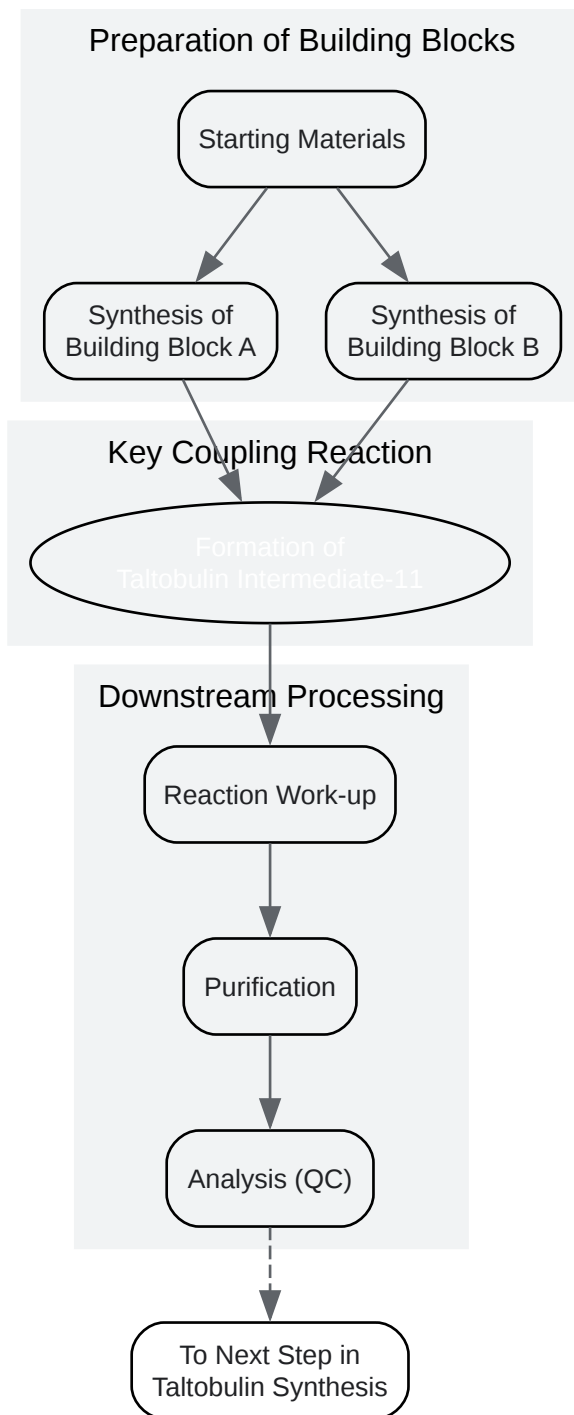 Preparation of Building Blocks
Starting Materials
Synthesis of
Building Block A
Synthesis of
Building Block B
Key Coupling Reaction
Formation of
Taltobulin Intermediate-11
Downstream Processing
Reaction Work-up
Purification
Analysis (QC)
To Next Step in
Taltobulin Synthesis